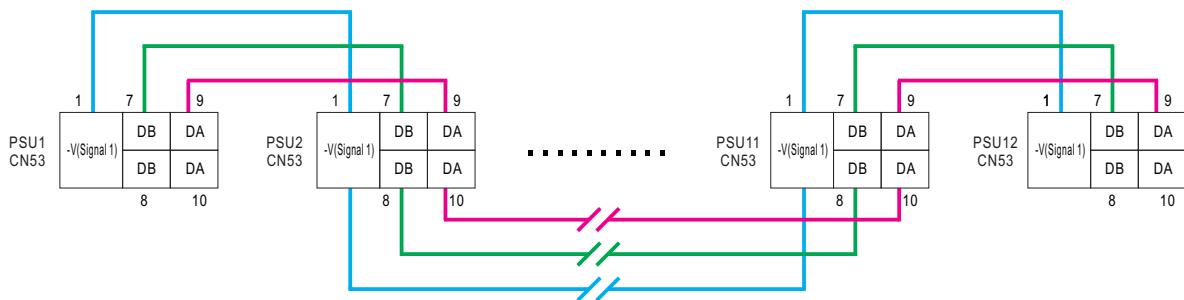 1 7 9 1 7 9 1 7 9 1 7 9
PSU1
CN53
-V(Signal 1) DB DA
DB DA
8 10
PSU2
CN53
-V(Signal 1) DB DA
DB DA
8 10
PSU11
CN53
-V(Signal 1) DB DA
DB DA
8 10
PSU12
CN53
-V(Signal 1) DB DA
DB DA
8 10